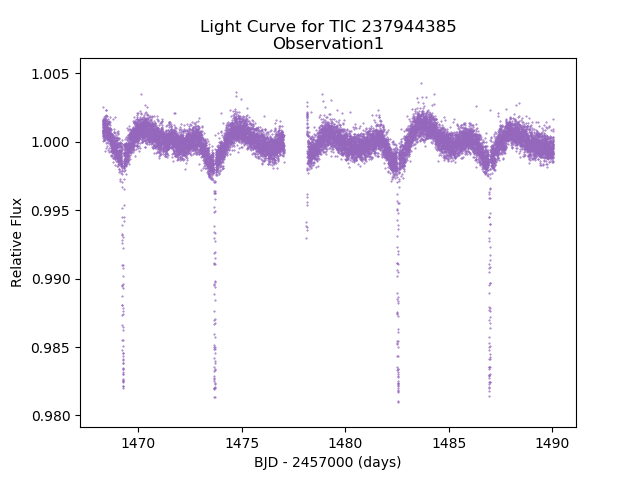 Light Curve for TIC 237944385
Observation1
1.005
1.000
0.995
0.990
0.985
0.980
Relative Flux
1470 1475 1480 1485 1490
BJD - 2457000 (days)